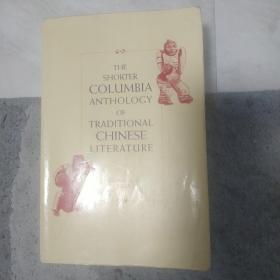 THE
SHORTER
COLUMBIA
ANTHOLOGY
OF
TRADITIONAL
CHINESE
LITERATURE